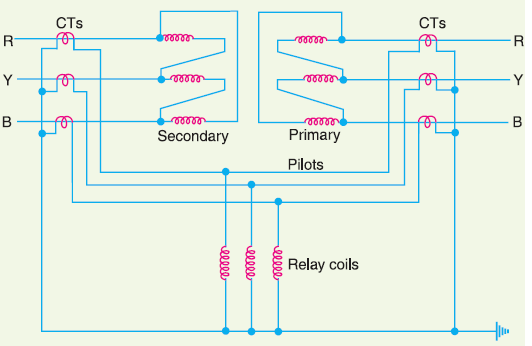 CTs
CTs
R
R
Y
Y
B
B
Secondary
Primary
Pilots
Relay coils